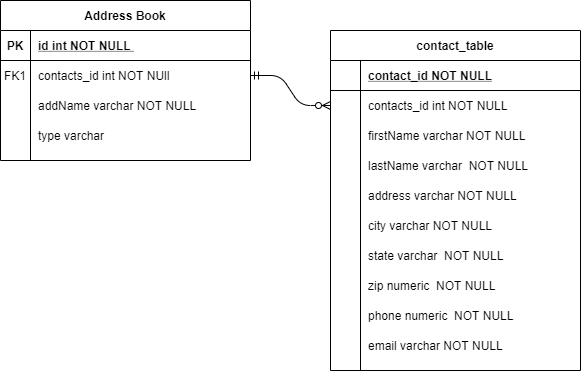 Address Book
PK id int NOT NULL
FK1 contacts_id int NOT NUll
addName varchar NOT NULL
type varchar
contact_table
contact_id NOT NULL
contacts_id int NOT NULL
firstName varchar NOT NULL
lastName varchar NOT NULL
address varchar NOT NULL
city varchar NOT NULL
state varchar NOT NULL
zip numeric NOT NULL
phone numeric NOT NULL
email varchar NOT NULL